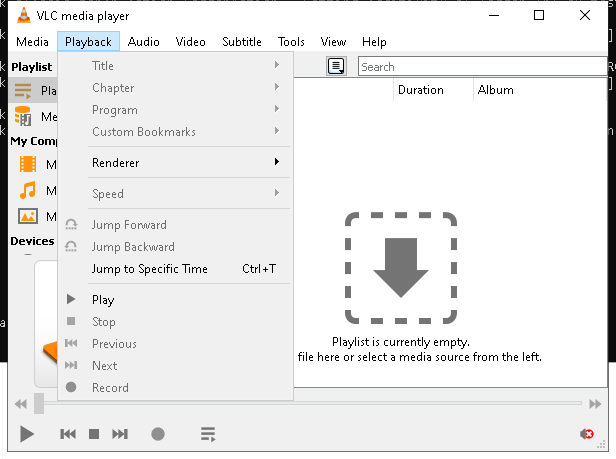 VLC media player
Media Playback Audio Video Subtitle Tools View Help
Playlist
Search
Pla
Duration Album
Me
My Comp
M
M
M
Devices
Title
Chapter
Program
Custom Bookmarks
Renderer
Speed
Jump Forward
Jump Backward
Jump to Specific Time Ctrl+T
Play
Stop
Previous
Next
Record
Playlist is currently empty.
file here or select a media source from the left.